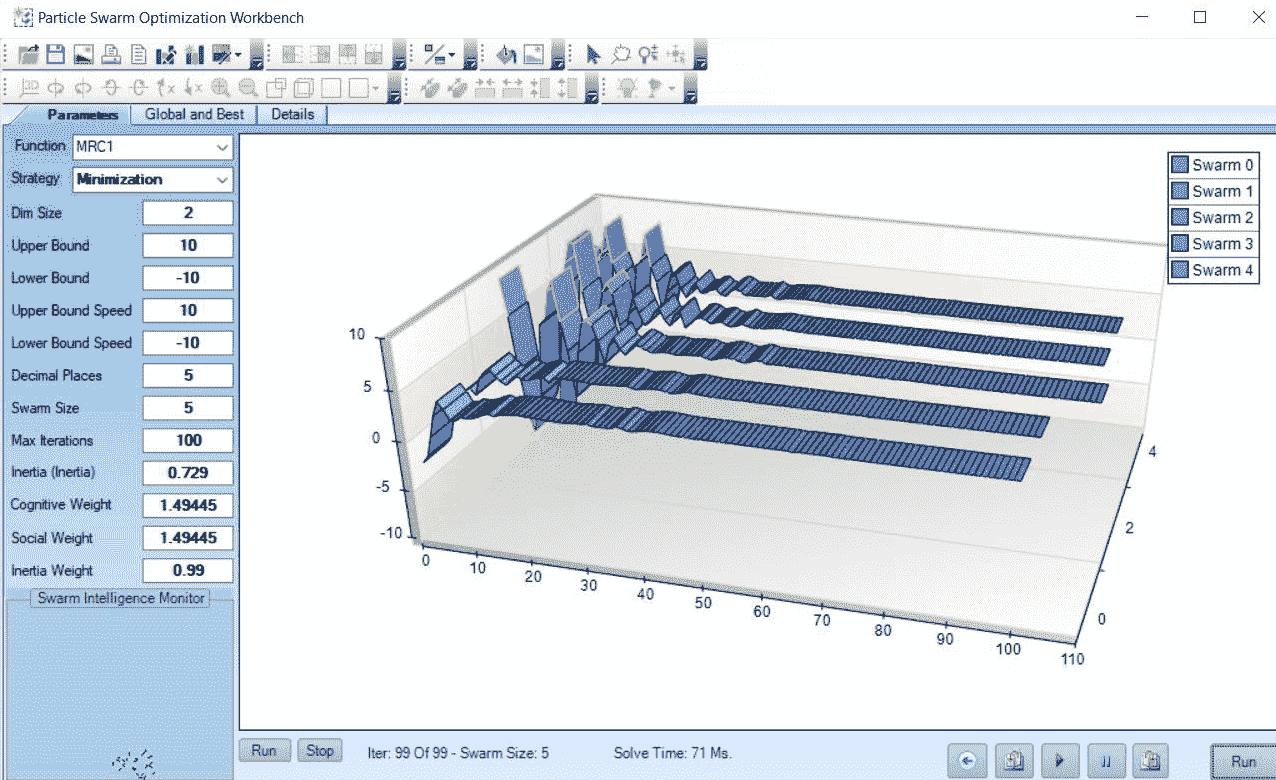 Particle Swarm Optimization Workbench
Parameters Global and Best Details
Function MRC1
Strategy Minimization
Dim Size 2
Upper Bound 10
Lower Bound -10
Upper Bound Speed 10
Lower Bound Speed -10
Decimal Places 5
Swarm Size 5
Max Iterations 100
Inertia (Inertia) 0.729
Cognitive Weight 1.49445
Social Weight 1.49445
Inertia Weight 0.99
Swarm Intelligence Monitor
Swarm 0
Swarm 1
Swarm 2
Swarm 3
Swarm 4
10
5
0
-5
-10
0 10 20 30 40 50 60 70 80 90 100 110
4
2
0
Run Stop Iter: 99 Of 99 - Swarm Size: 5 Solve Time: 71 Ms.
Run